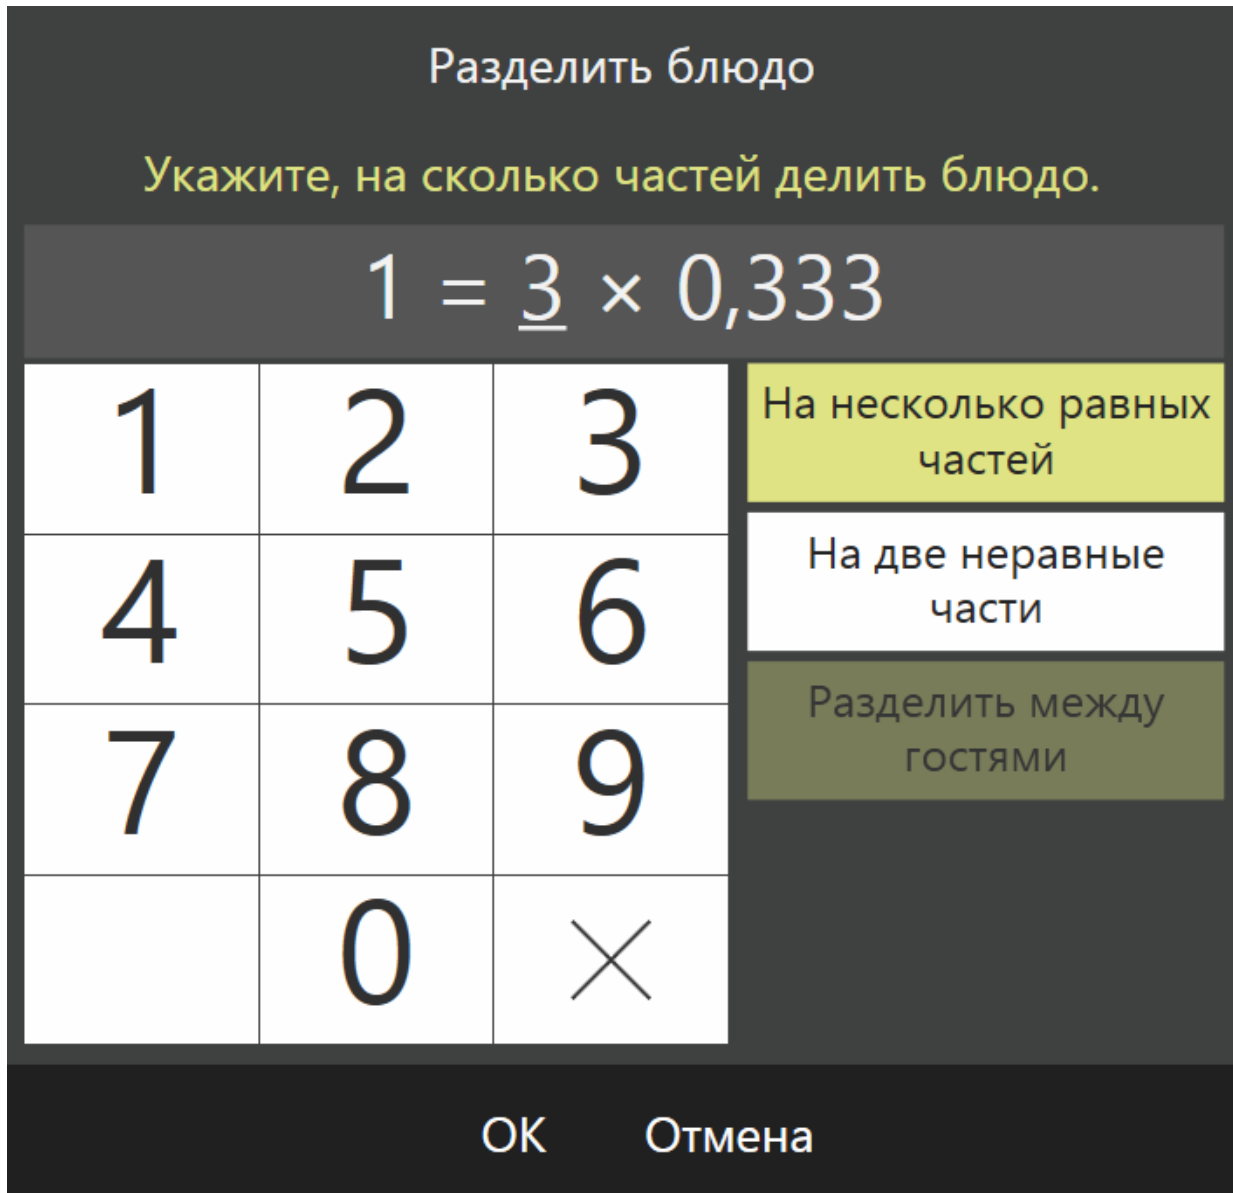 Разделить блюдо
Укажите, на сколько частей делить блюдо.
1 = 3 × 0,333
1 2 3
4 5 6
7 8 9
0 ×
На несколько равных
частей
На две неравные
части
Разделить между
гостями
ОК Отмена